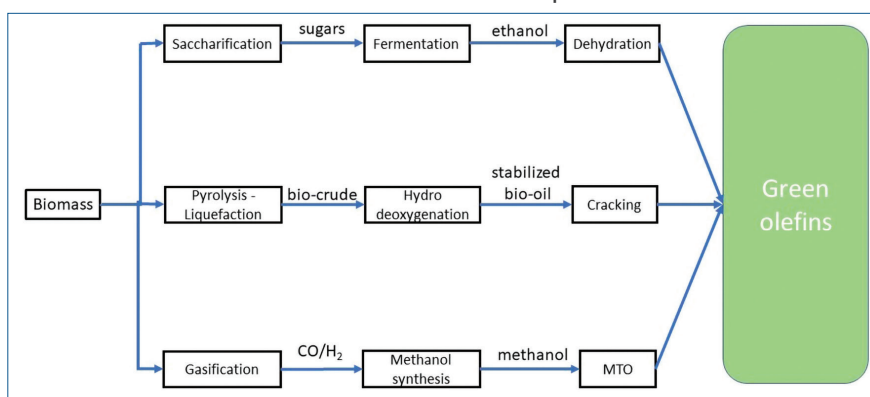 sugars
ethanol
Saccharification
Fermentation
Dehydration
Biomass
Pyrolysis -
Liquefaction
bio-crude
Hydro
deoxygenation
stabilized
bio-oil
Cracking
Green
olefins
Gasification
CO/H₂
Methanol
synthesis
methanol
MTO